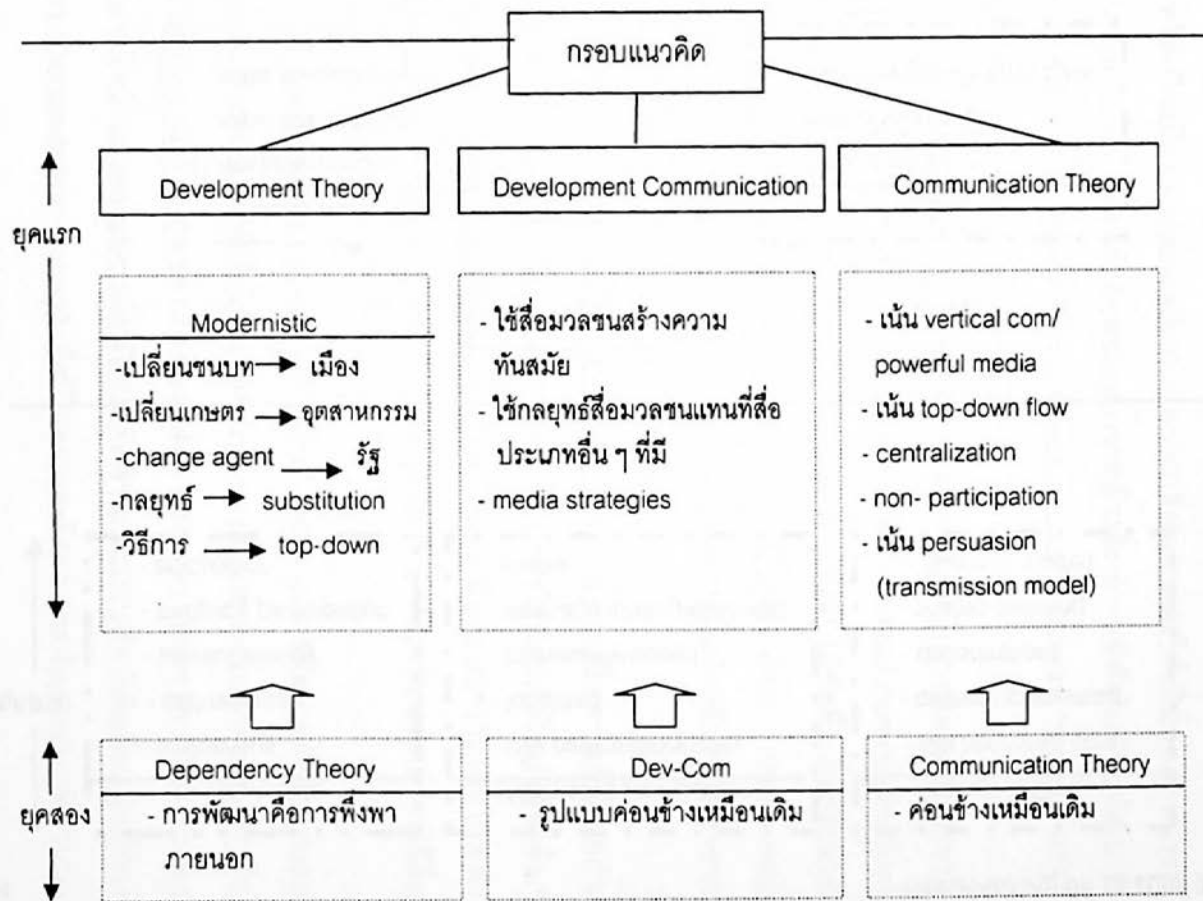 กรอบแนวคิด
Development Theory
Development Communication
Communication Theory
ยุคแรก
Modernistic
-เปลี่ยนชนบท → เมือง
-เปลี่ยนเกษตร → อุตสาหกรรม
-change agent → รัฐ
-กลยุทธ์ → substitution
-วิธีการ → top-down
- ใช้สื่อมวลชนสร้างความ
ทันสมัย
- ใช้กลยุทธ์สื่อมวลชนแทนที่สื่อ
ประเภทอื่น ๆ ที่มี
- media strategies
- เน้น vertical com/
powerful media
- เน้น top-down flow
- centralization
- non- participation
- เน้น persuasion
(transmission model)
ยุคสอง
Dependency Theory
- การพัฒนาคือการพึ่งพา
ภายนอก
Dev-Com
- รูปแบบค่อนข้างเหมือนเดิม
Communication Theory
- ค่อนข้างเหมือนเดิม